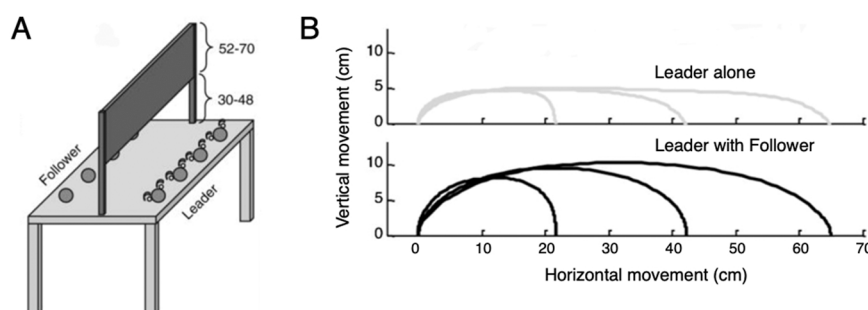 A
52-70
30-48
Follower
Leader
B
Vertical movement (cm)
10
5
0
Leader alone
10
5
0
Leader with Follower
0 10 20 30 40 50 60 70
Horizontal movement (cm)